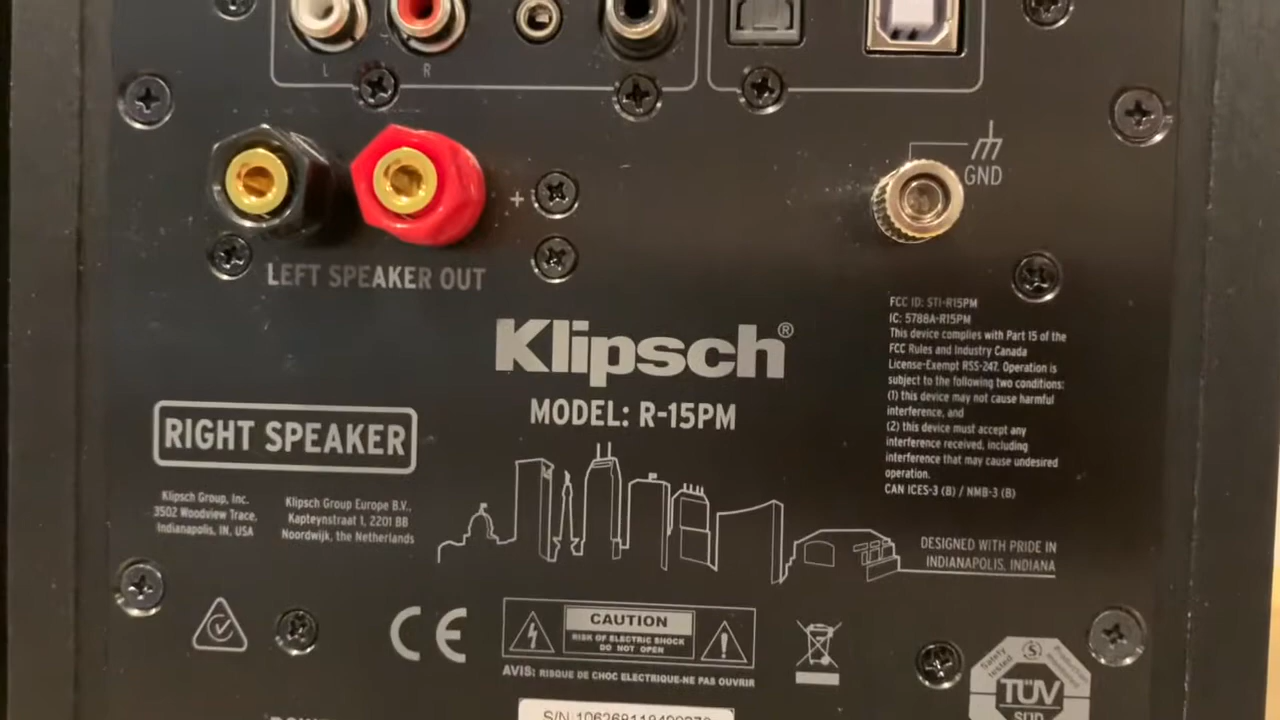 L R
+
GND
LEFT SPEAKER OUT
FCC ID: STI-R15PM
IC: 5788A-R15PM
This device complies with Part 15 of the
FCC Rules and Industry Canada
License-Exempt RSS-247. Operation is
subject to the following two conditions:
(1) this device may not cause harmful
interference, and
(2) this device must accept any
interference received, including
interference that may cause undesired
operation.
CAN ICES-3 (B) / NMB-3 (B)
Klipsch®
MODEL: R-15PM
RIGHT SPEAKER
Klipsch Group, Inc.
3502 Woodview Trace,
Indianapolis, IN, USA
Klipsch Group Europe B.V.,
Kapteynstraat 1, 2201 BB
Noordwijk, the Netherlands
DESIGNED WITH PRIDE IN
INDIANAPOLIS, INDIANA
CE
CAUTION
RISK OF ELECTRIC SHOCK
DO NOT OPEN
AVIS: RISQUE DE CHOC ELECTRIQUE-NE PAS OUVRIR
Safety
tested
TÜV
SÜD